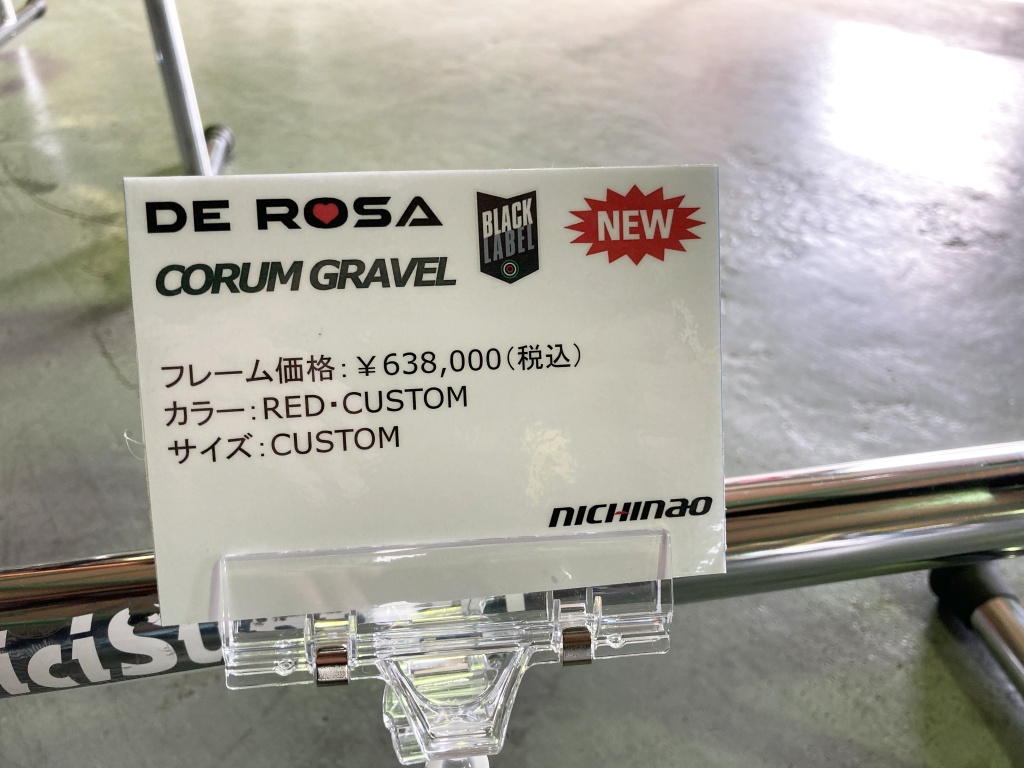 DE ROSA
BLACK
LABEL
NEW
CORUM GRAVEL
フレーム価格：￥638,000（税込）
カラー：RED・CUSTOM
サイズ：CUSTOM
NICHINAO